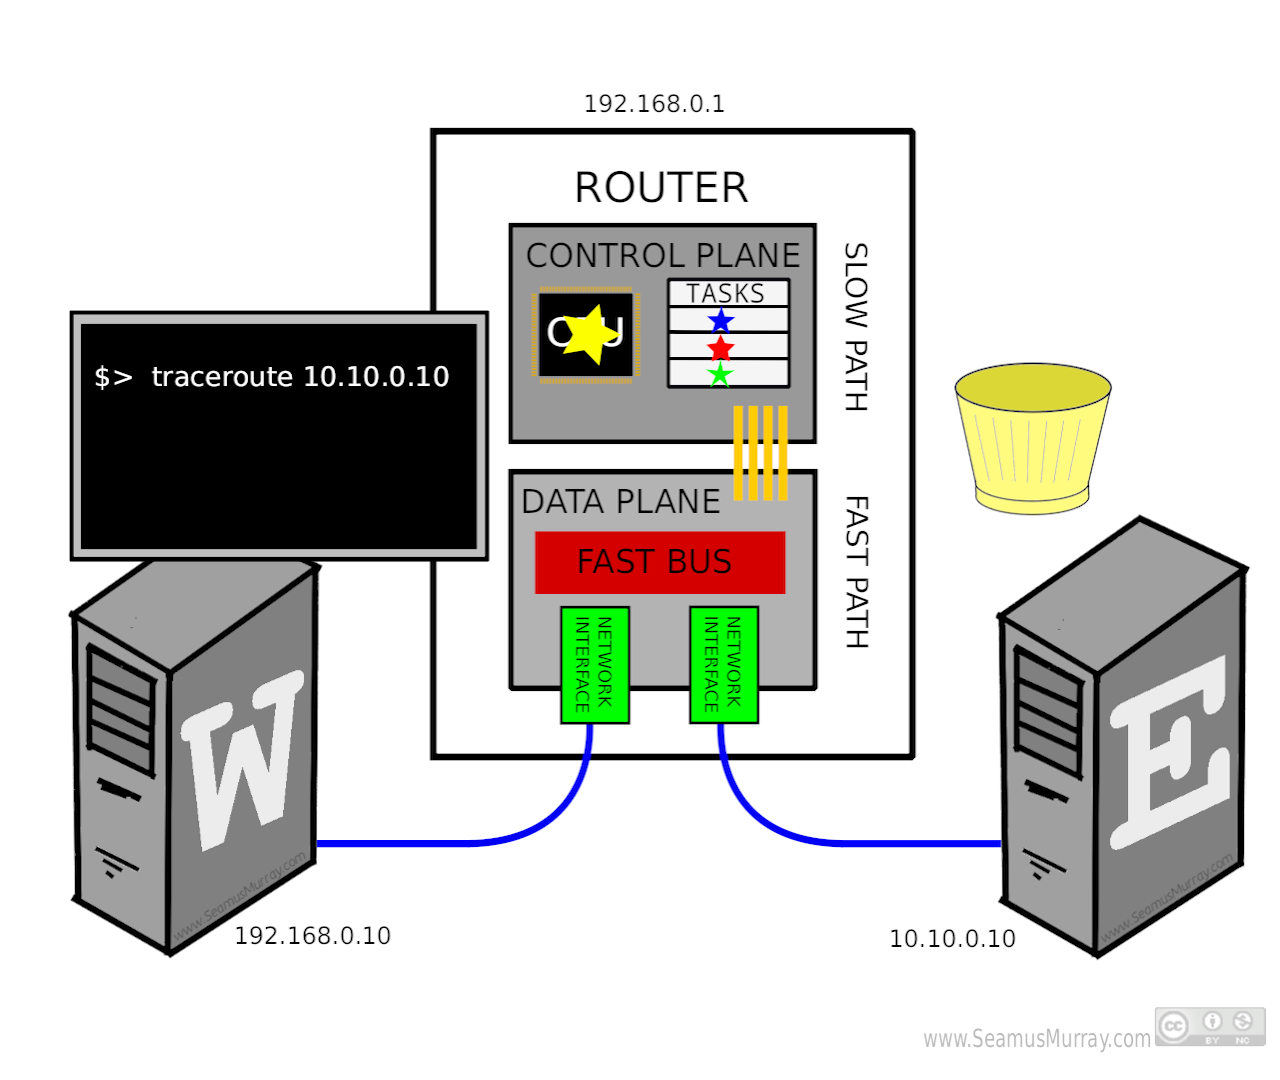 192.168.0.1
ROUTER
CONTROL PLANE
CPU
TASKS
SLOW PATH
$> traceroute 10.10.0.10
DATA PLANE
FAST BUS
FAST PATH
NETWORK
INTERFACE
NETWORK
INTERFACE
W
E
www.SeamusMurray.com
www.SeamusMurray.com
192.168.0.10
10.10.0.10
www.SeamusMurray.com
cc
BY NC